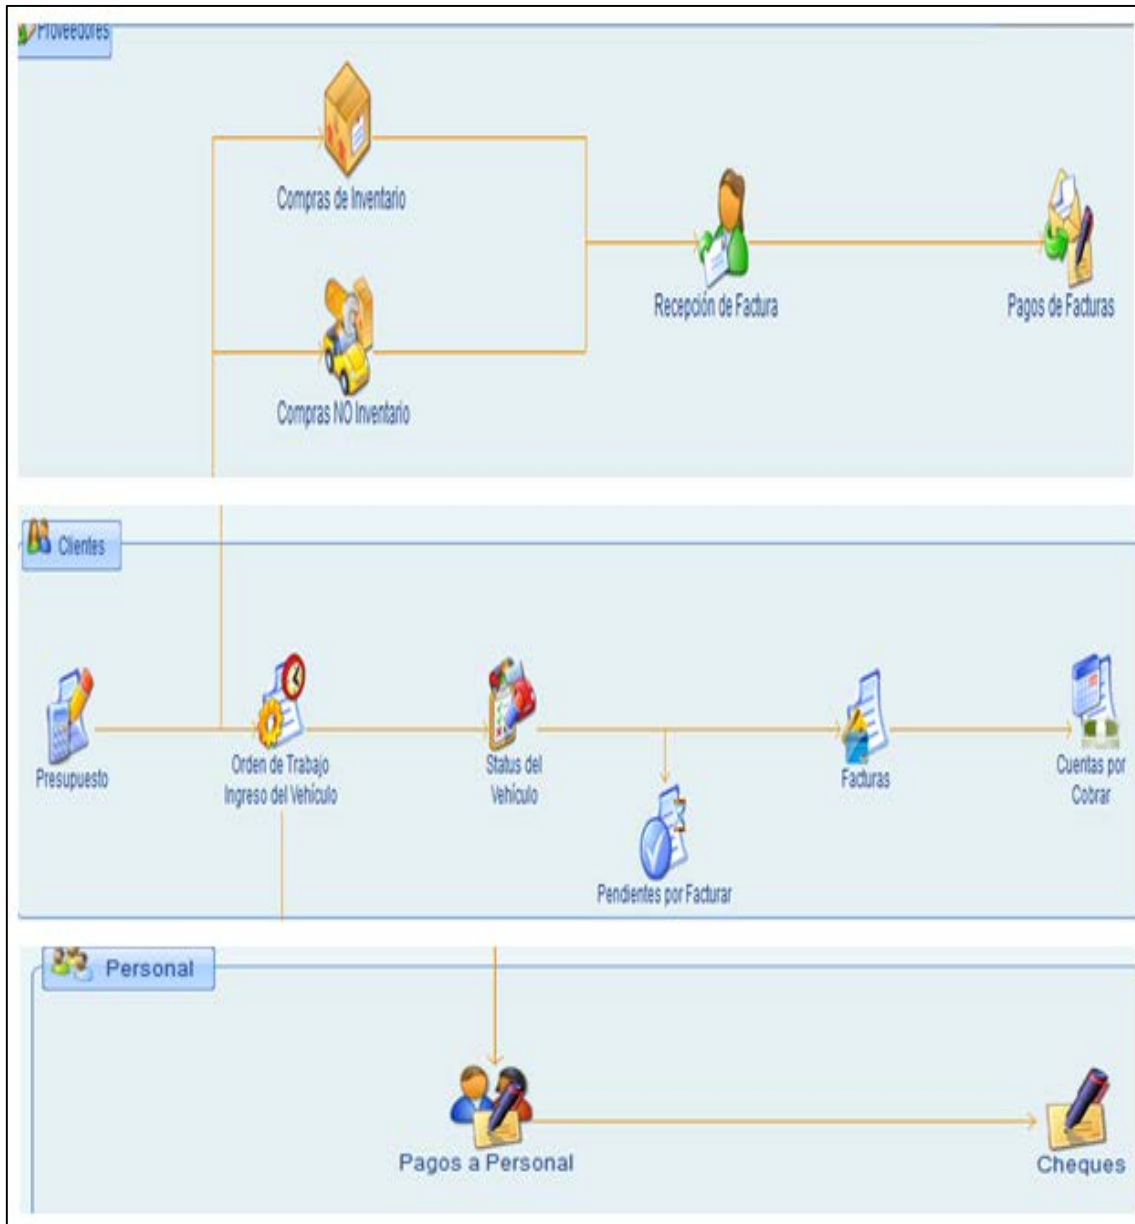 Proveedores
Compras de Inventario
Recepción de Factura
Pagos de Facturas
Compras NO Inventario
Clientes
Presupuesto
Orden de Trabajo
Ingreso del Vehículo
Status del
Vehículo
Facturas
Cuentas por
Cobrar
Pendientes por Facturar
Personal
Pagos a Personal
Cheques